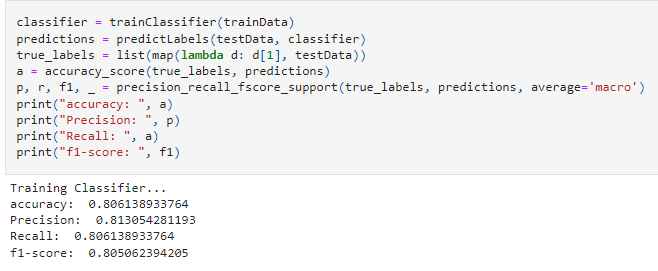 classifier = trainClassifier(trainData)
predictions = predictLabels(testData, classifier)
true_labels = list(map(lambda d: d[1], testData))
a = accuracy_score(true_labels, predictions)
p, r, f1, _ = precision_recall_fscore_support(true_labels, predictions, average='macro')
print("accuracy: ", a)
print("Precision: ", p)
print("Recall: ", a)
print("f1-score: ", f1)
Training Classifier...
accuracy:  0.806138933764
Precision:  0.813054281193
Recall:  0.806138933764
f1-score:  0.805062394205